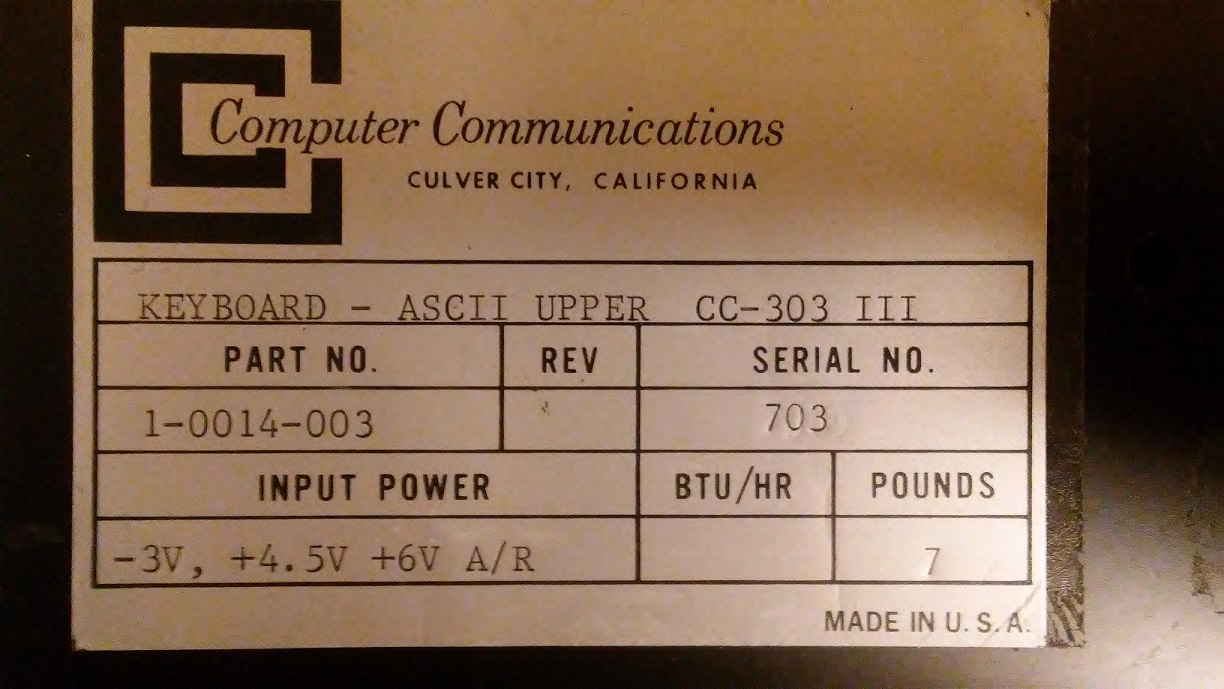 Computer Communications
CULVER CITY, CALIFORNIA
KEYBOARD - ASCII UPPER CC-303 III
PART NO. REV SERIAL NO.
1-0014-003 703
INPUT POWER BTU/HR POUNDS
-3V, +4.5V +6V A/R 7
MADE IN U.S.A.